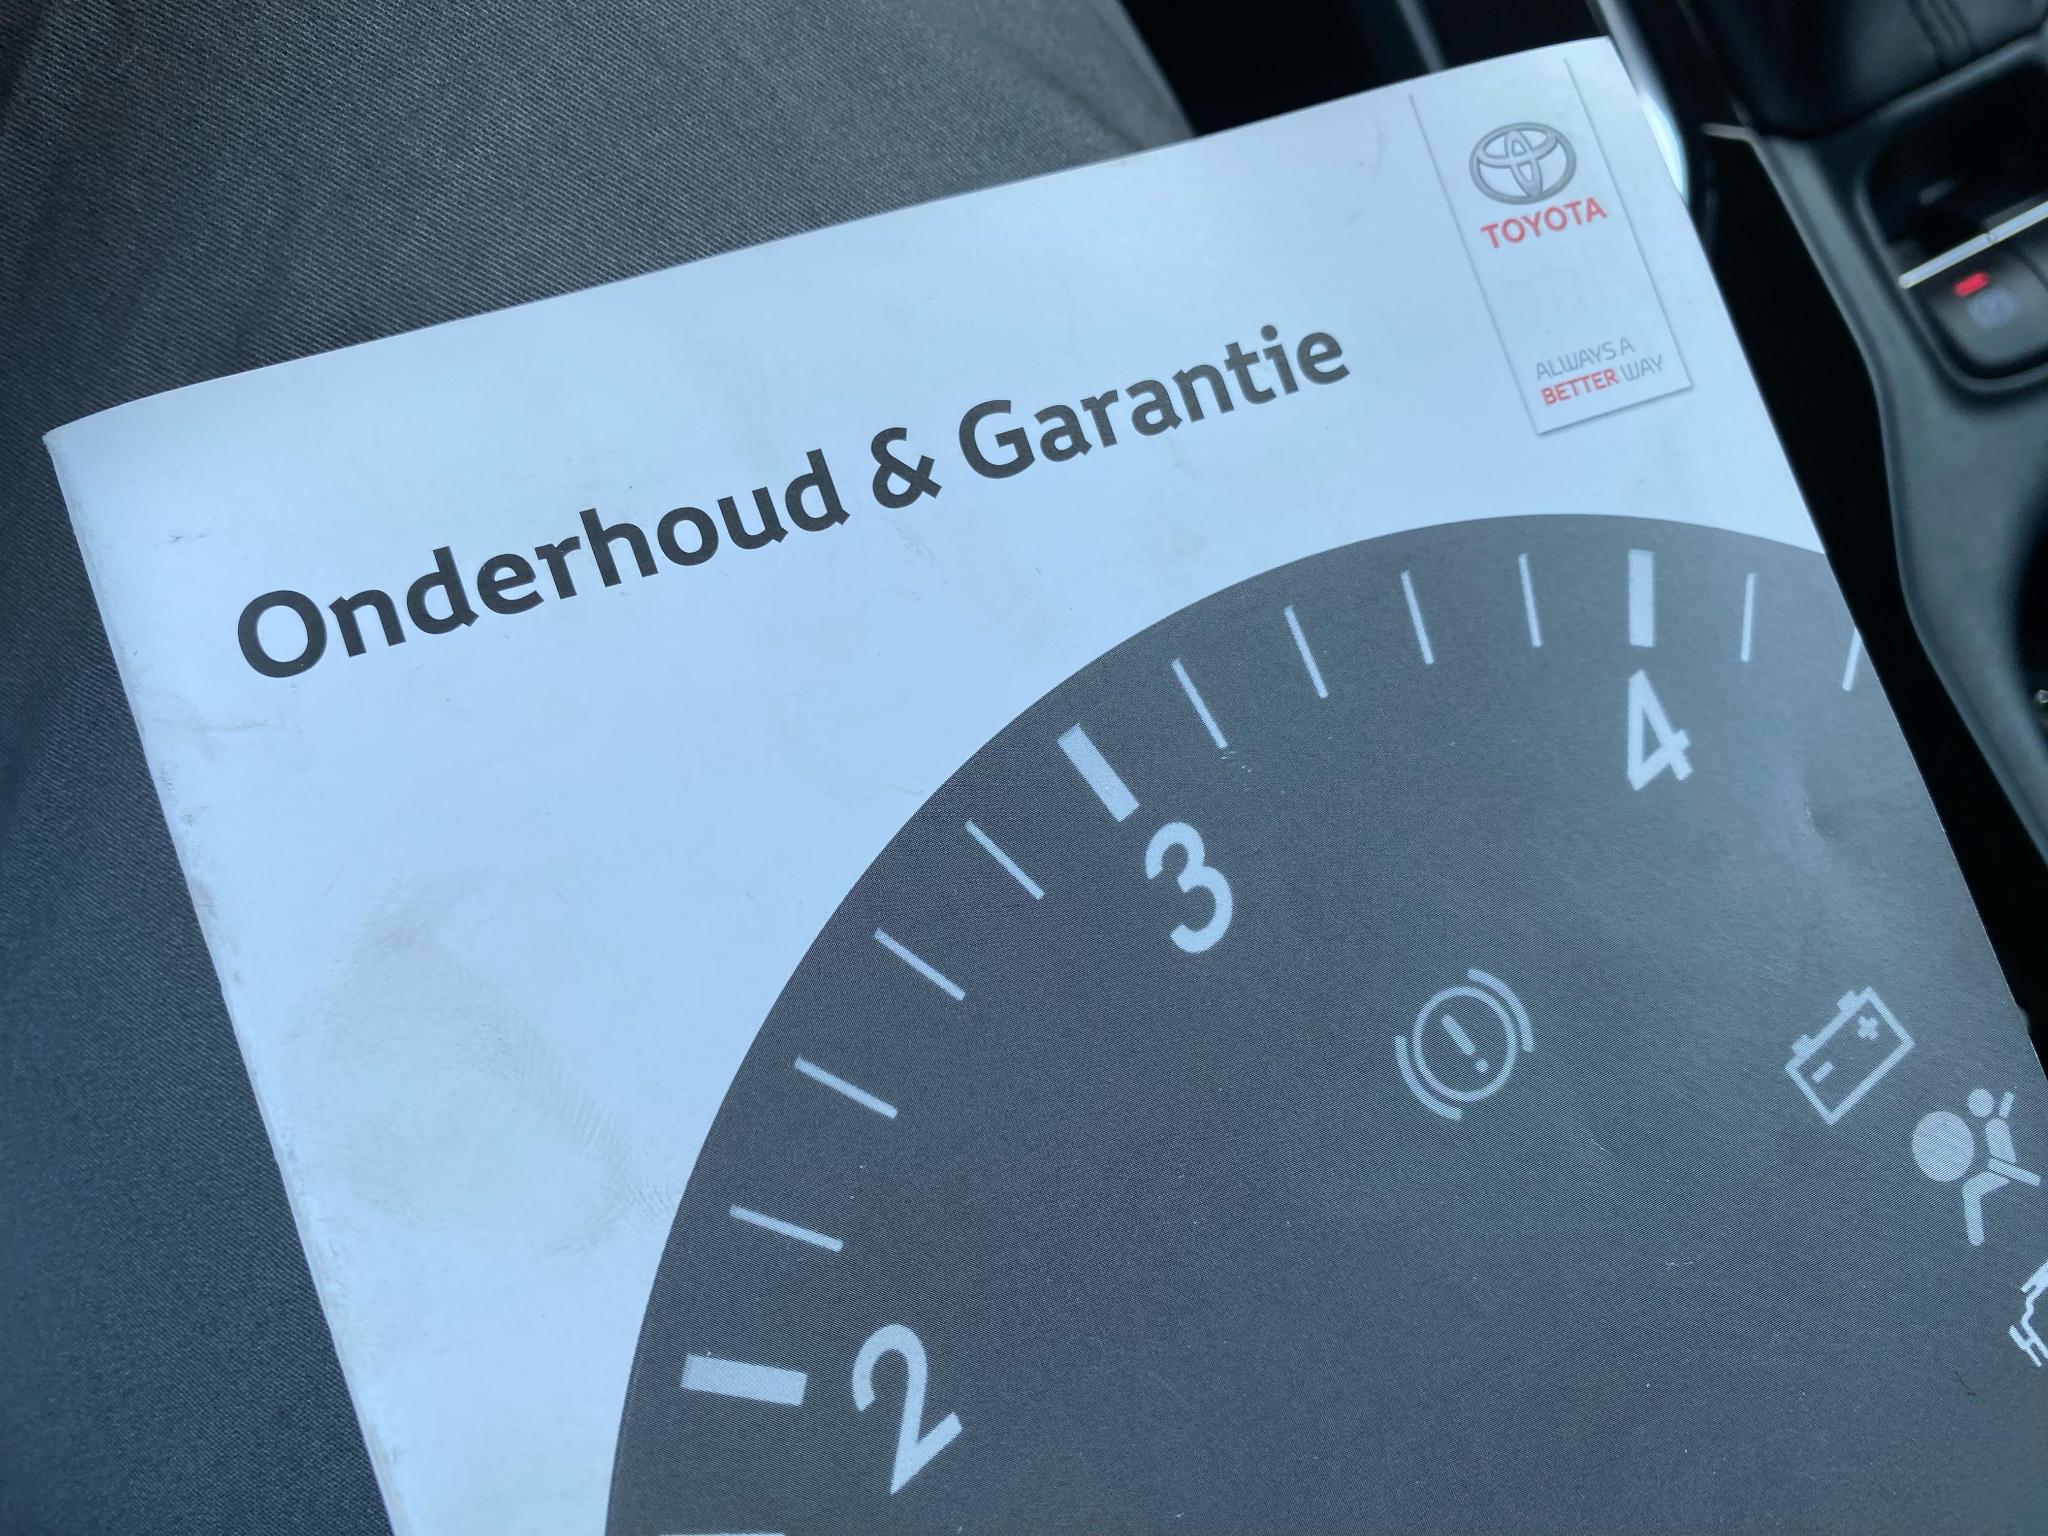 TOYOTA
ALWAYS A
BETTER WAY
Onderhoud & Garantie
4
3
2